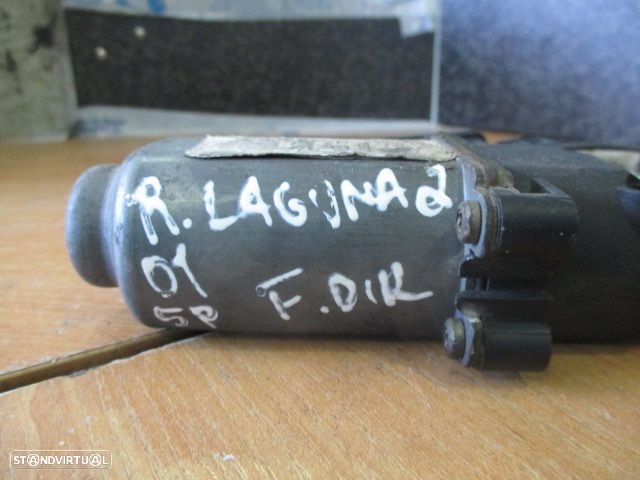 R. LAGUNA 2
01
5P
F. DIR
STANDVIRTUAL